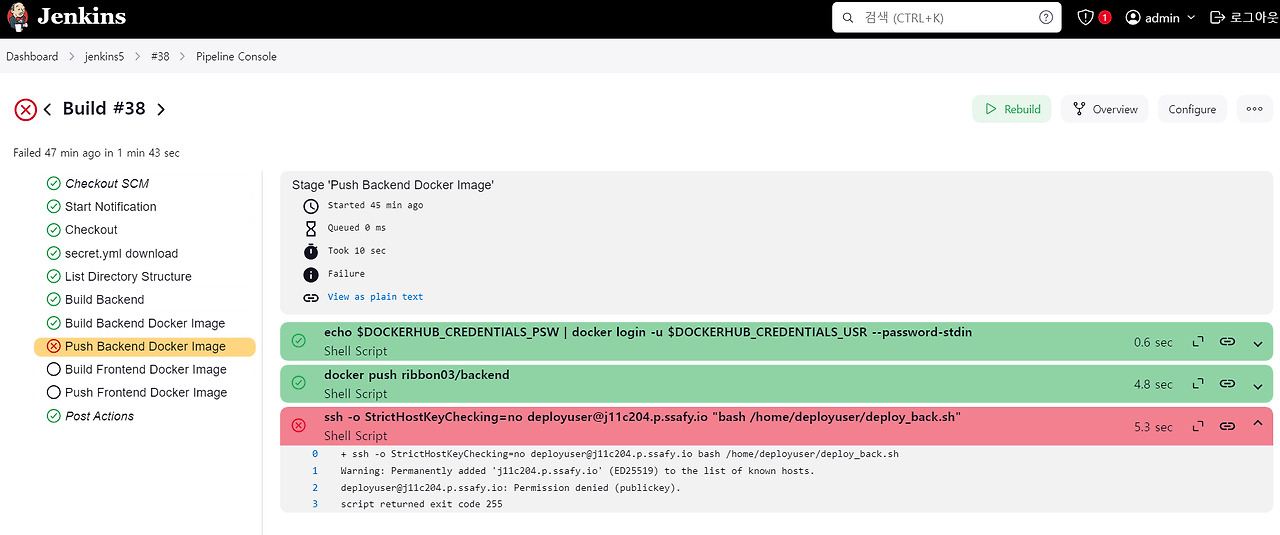 Jenkins
검색 (CTRL+K)
1
admin
로그아웃
Dashboard
jenkins5
#38
Pipeline Console
Build #38
Rebuild
Overview
Configure
Failed 47 min ago in 1 min 43 sec
Checkout SCM
Start Notification
Checkout
secret.yml download
List Directory Structure
Build Backend
Build Backend Docker Image
Push Backend Docker Image
Build Frontend Docker Image
Push Frontend Docker Image
Post Actions
Stage 'Push Backend Docker Image'
Started 45 min ago
Queued 0 ms
Took 10 sec
Failure
View as plain text
echo $DOCKERHUB_CREDENTIALS_PSW | docker login -u $DOCKERHUB_CREDENTIALS_USR --password-stdin
Shell Script
0.6 sec
docker push ribbon03/backend
Shell Script
4.8 sec
ssh -o StrictHostKeyChecking=no deployuser@j11c204.p.ssafy.io "bash /home/deployuser/deploy_back.sh"
Shell Script
5.3 sec
0 + ssh -o StrictHostKeyChecking=no deployuser@j11c204.p.ssafy.io bash /home/deployuser/deploy_back.sh
1 Warning: Permanently added 'j11c204.p.ssafy.io' (ED25519) to the list of known hosts.
2 deployuser@j11c204.p.ssafy.io: Permission denied (publickey).
3 script returned exit code 255